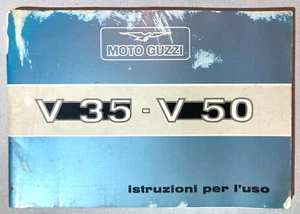 MOTO GUZZI
V 35 - V 50
istruzioni per l'uso